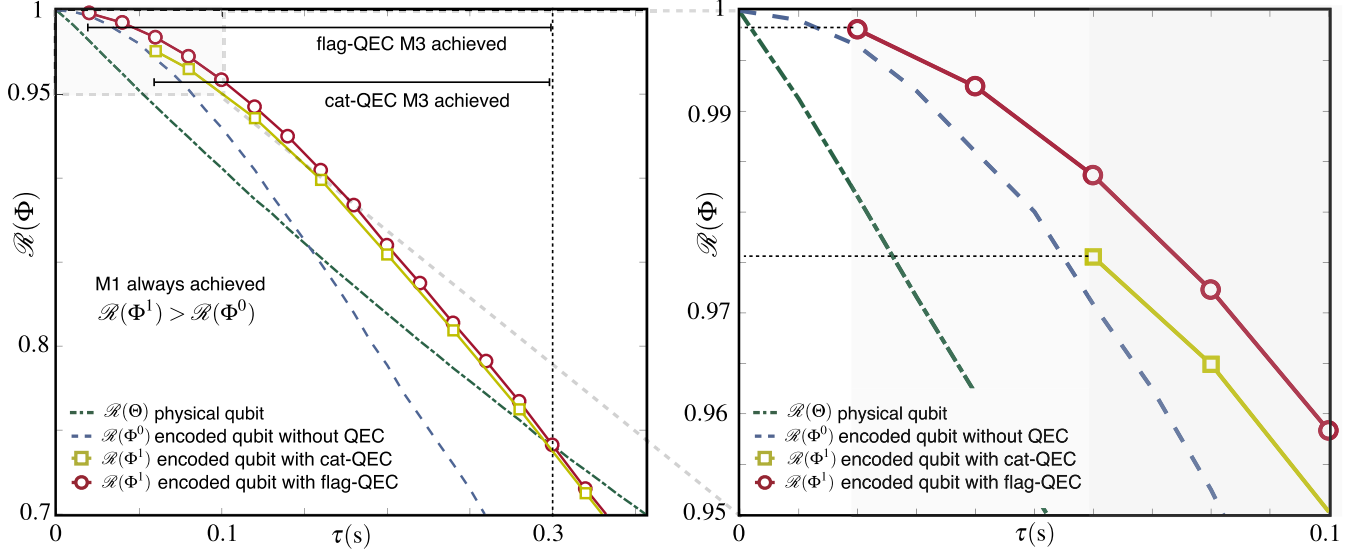 1
flag-QEC M3 achieved
cat-QEC M3 achieved
0.95
ℛ(Φ)
M1 always achieved
ℛ(Φ¹) > ℛ(Φ⁰)
0.8
ℛ(Θ) physical qubit
ℛ(Φ⁰) encoded qubit without QEC
ℛ(Φ¹) encoded qubit with cat-QEC
ℛ(Φ¹) encoded qubit with flag-QEC
0.7
0
0.1
τ(s)
0.3
1
0.99
ℛ(Φ)
0.97
0.96
ℛ(Θ) physical qubit
ℛ(Φ⁰) encoded qubit without QEC
ℛ(Φ¹) encoded qubit with cat-QEC
ℛ(Φ¹) encoded qubit with flag-QEC
0.95
0
τ(s)
0.1